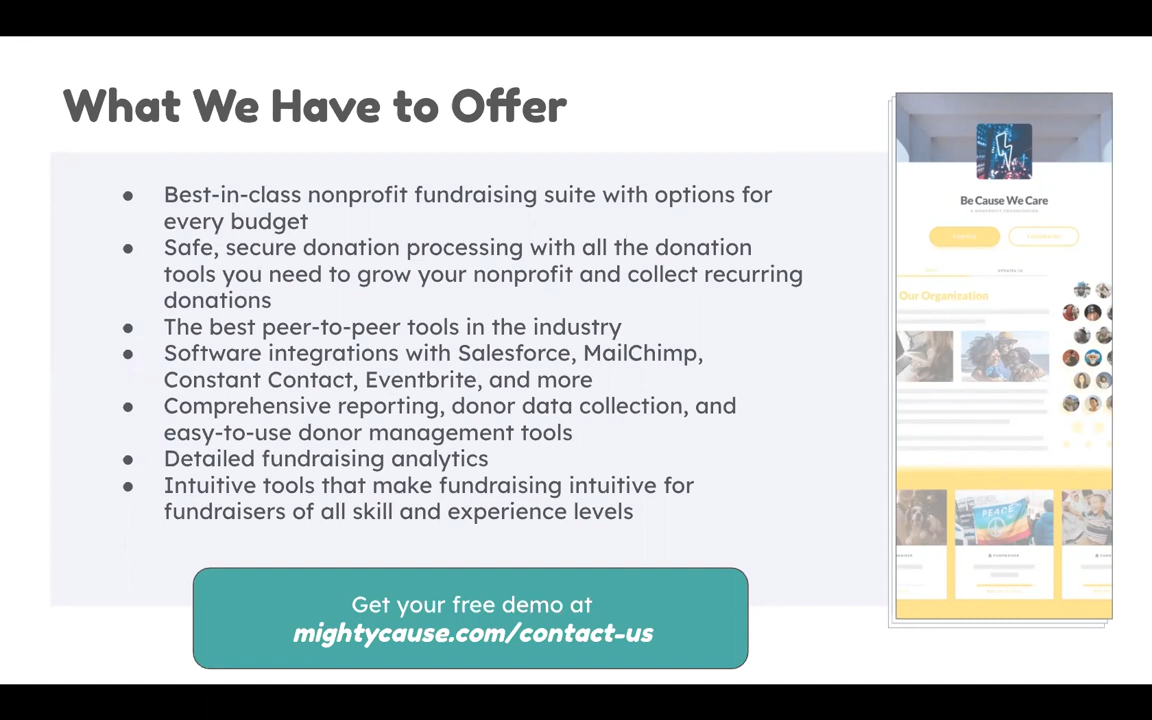 What We Have to Offer
● Best-in-class nonprofit fundraising suite with options for
every budget
● Safe, secure donation processing with all the donation
tools you need to grow your nonprofit and collect recurring
donations
● The best peer-to-peer tools in the industry
● Software integrations with Salesforce, MailChimp,
Constant Contact, Eventbrite, and more
● Comprehensive reporting, donor data collection, and
easy-to-use donor management tools
● Detailed fundraising analytics
● Intuitive tools that make fundraising intuitive for
fundraisers of all skill and experience levels
Get your free demo at
mightycause.com/contact-us
Be Cause We Care
A NONPROFIT ORGANIZATION
UPDATES
Our Organization
PEACE
FUNDRAISER